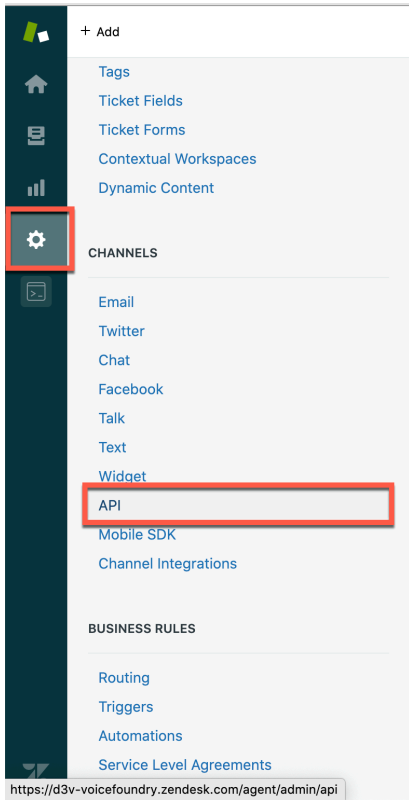 + Add
Tags
Ticket Fields
Ticket Forms
Contextual Workspaces
Dynamic Content
CHANNELS
Email
Twitter
Chat
Facebook
Talk
Text
Widget
API
Mobile SDK
Channel Integrations
BUSINESS RULES
Routing
Triggers
Automations
Service Level Agreements
https://d3v-voicefoundry.zendesk.com/agent/admin/api